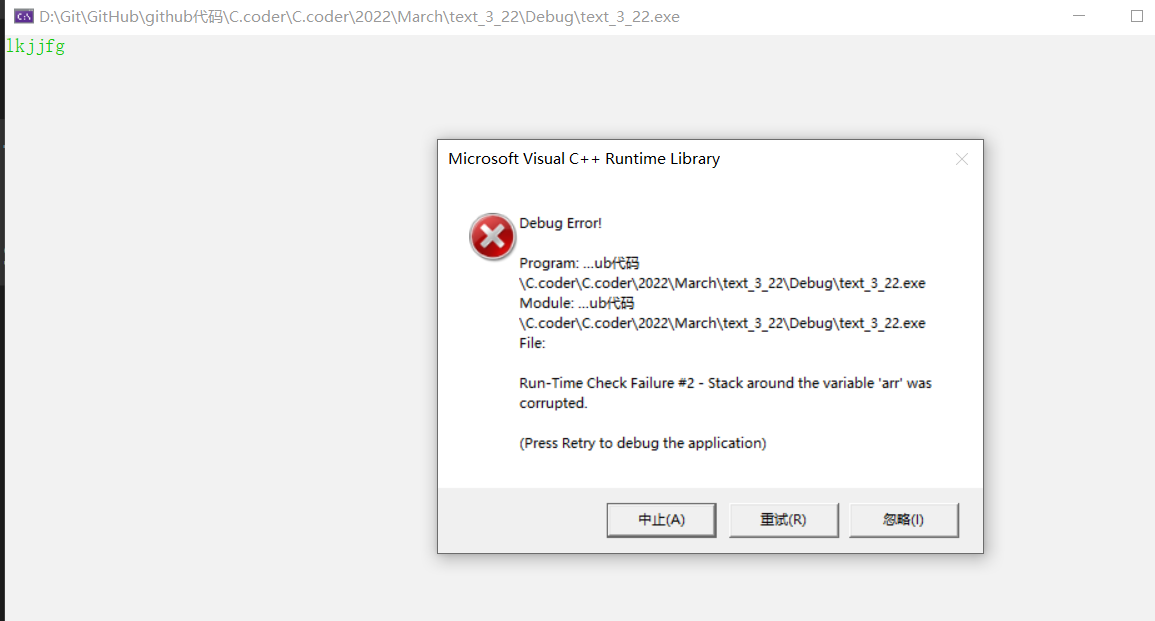 D:\Git\GitHub\github代码\C.coder\C.coder\2022\March\text_3_22\Debug\text_3_22.exe
lkjjfg
Microsoft Visual C++ Runtime Library
Debug Error!
Program: ...ub代码
\C.coder\C.coder\2022\March\text_3_22\Debug\text_3_22.exe
Module: ...ub代码
\C.coder\C.coder\2022\March\text_3_22\Debug\text_3_22.exe
File:
Run-Time Check Failure #2 - Stack around the variable 'arr' was
corrupted.
(Press Retry to debug the application)
中止(A) 重试(R) 忽略(I)